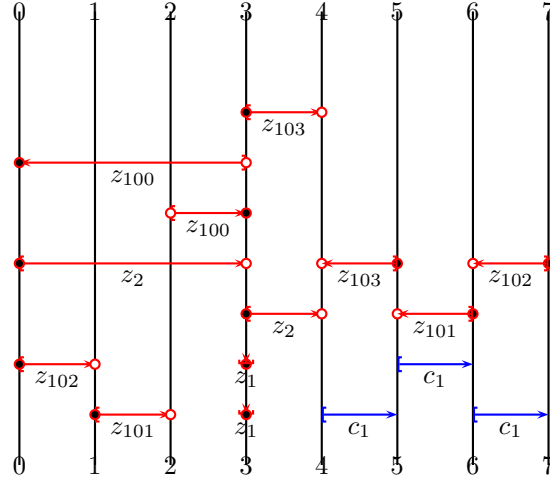 0 1 2 3 4 5 6 7
z₁₀₃
z₁₀₀
z₁₀₀
z₂ z₁₀₃ z₁₀₂
z₂ z₁₀₁
z₁₀₂ z₁ c₁
z₁₀₁ z₁ c₁ c₁
0 1 2 3 4 5 6 7